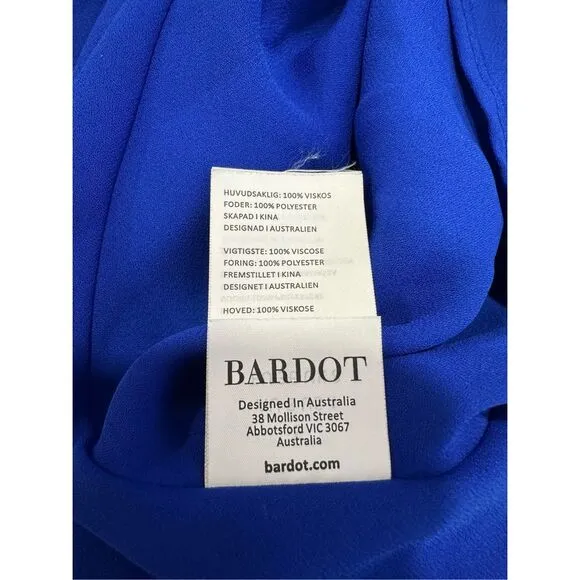 HUVUDSAKLIG: 100% VISKOS
FODER: 100% POLYESTER
SKAPAD I KINA
DESIGNAD I AUSTRALIEN
VIGTIGSTE: 100% VISCOSE
FORING: 100% POLYESTER
FREMSTILLET I KINA
DESIGNET I AUSTRALIEN
HOVED: 100% VISKOSE
BARDOT
Designed In Australia
38 Mollison Street
Abbotsford VIC 3067
Australia
bardot.com